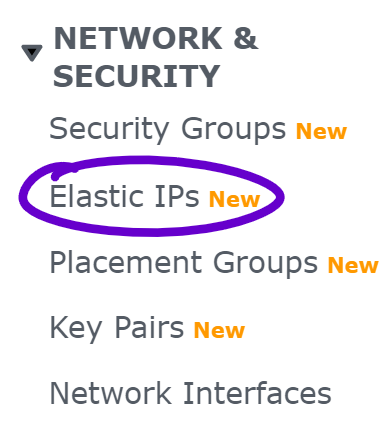 NETWORK &
SECURITY
Security Groups New
Elastic IPs New
Placement Groups New
Key Pairs New
Network Interfaces